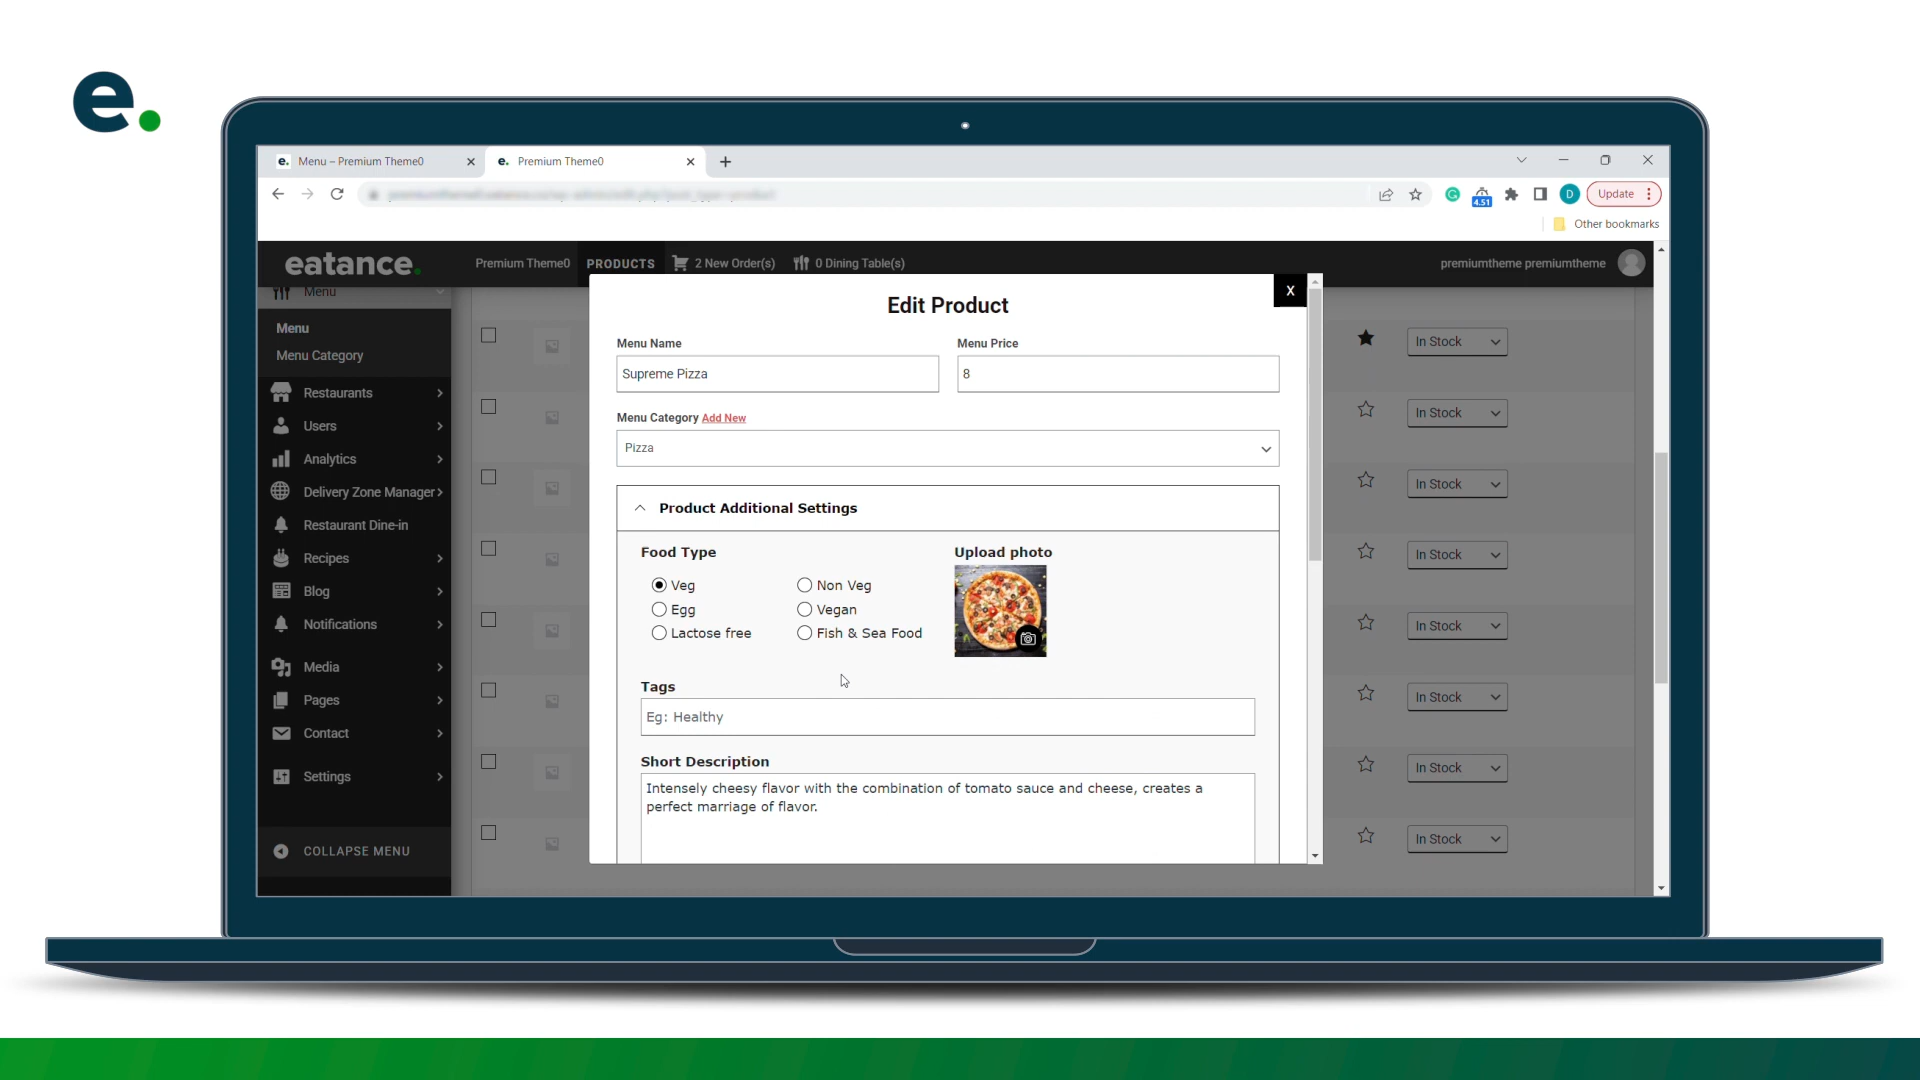 e.
e. Menu – Premium Theme0
e. Premium Theme0
4.51
D
Update
Other bookmarks
eatance.
Premium Theme0
PRODUCTS
2 New Order(s)
0 Dining Table(s)
premiumtheme premiumtheme
Menu
Menu
Menu Category
Restaurants
Users
Analytics
Delivery Zone Manager
Restaurant Dine-in
Recipes
Blog
Notifications
Media
Pages
Contact
Settings
COLLAPSE MENU
X
Edit Product
Menu Name
Menu Price
Supreme Pizza
8
Menu Category Add New
Pizza
Product Additional Settings
Food Type
Upload photo
Veg
Non Veg
Egg
Vegan
Lactose free
Fish & Sea Food
Tags
Eg: Healthy
Short Description
Intensely cheesy flavor with the combination of tomato sauce and cheese, creates a
perfect marriage of flavor.
In Stock
In Stock
In Stock
In Stock
In Stock
In Stock
In Stock
In Stock